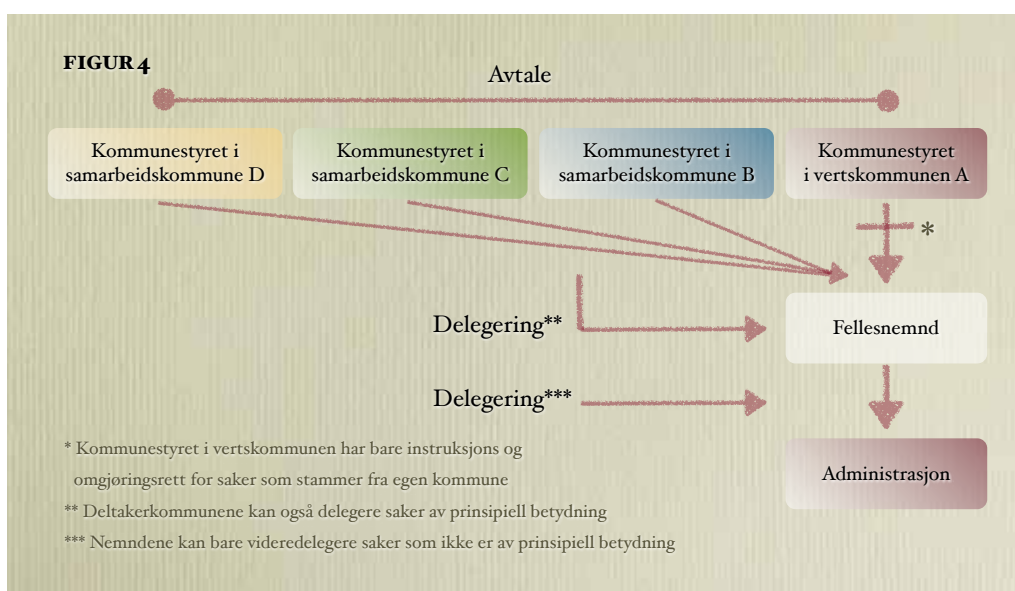 FIGUR 4
Avtale
Kommunestyret i
samarbeidskommune D
Kommunestyret i
samarbeidskommune C
Kommunestyret i
samarbeidskommune B
Kommunestyret
i vertskommunen A
*
Delegering**
Fellesnemnd
Delegering***
Administrasjon
* Kommunestyret i vertskommunen har bare instruksjons og
omgjøringsrett for saker som stammer fra egen kommune
** Deltakerkommunene kan også delegere saker av prinsipiell betydning
*** Nemndene kan bare videredelegere saker som ikke er av prinsipiell betydning